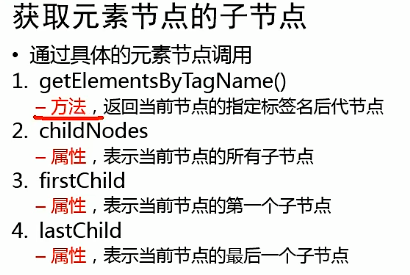 获取元素节点的子节点
• 通过具体的元素节点调用
1. getElementsByTagName()
– 方法，返回当前节点的指定标签名后代节点
2. childNodes
– 属性，表示当前节点的所有子节点
3. firstChild
– 属性，表示当前节点的第一个子节点
4. lastChild
– 属性，表示当前节点的最后一个子节点